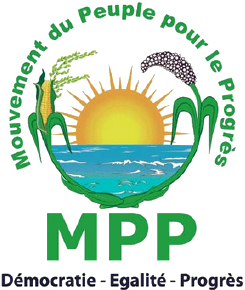 Mouvement du Peuple pour le Progrès
MPP
Démocratie - Egalité - Progrès